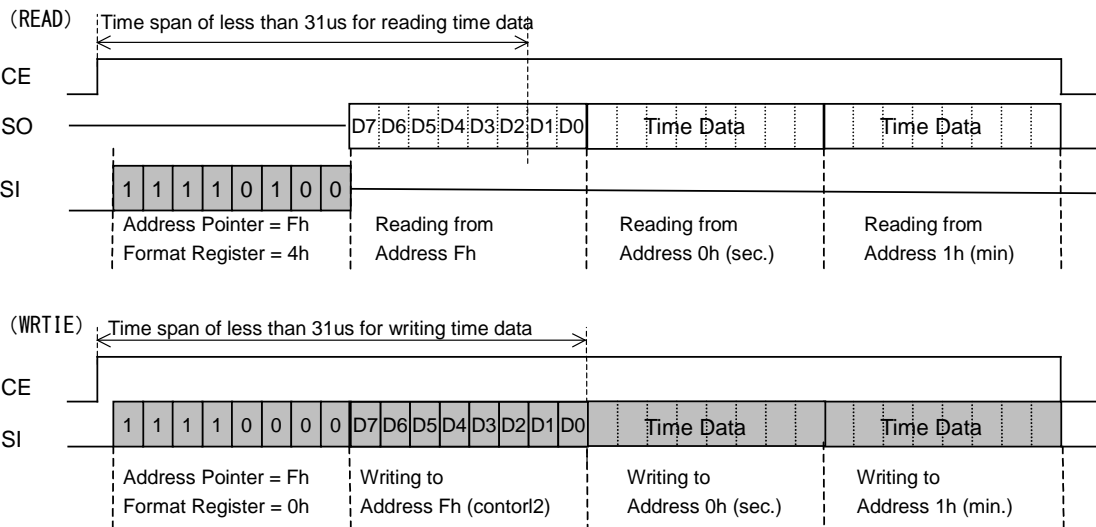 (READ) Time span of less than 31us for reading time data
CE
SO D7 D6 D5 D4 D3 D2 D1 D0 Time Data Time Data
SI 1 1 1 1 0 1 0 0
Address Pointer = Fh Reading from Reading from Reading from
Format Register = 4h Address Fh Address 0h (sec.) Address 1h (min)
(WRTIE) Time span of less than 31us for writing time data
CE
SI 1 1 1 1 0 0 0 0 D7 D6 D5 D4 D3 D2 D1 D0 Time Data Time Data
Address Pointer = Fh Writing to Writing to Writing to
Format Register = 0h Address Fh (contorl2) Address 0h (sec.) Address 1h (min.)